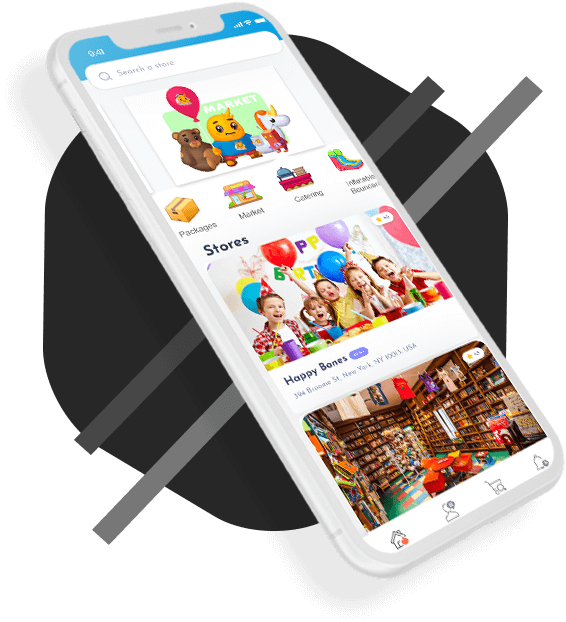 9:41
Search a store
MARKET
Packages
Market
Catering
Inflatable
Bouncers
Stores
HAPPY
BIRTH
Happy Bones
394 Broome St, New York, NY 10013, USA